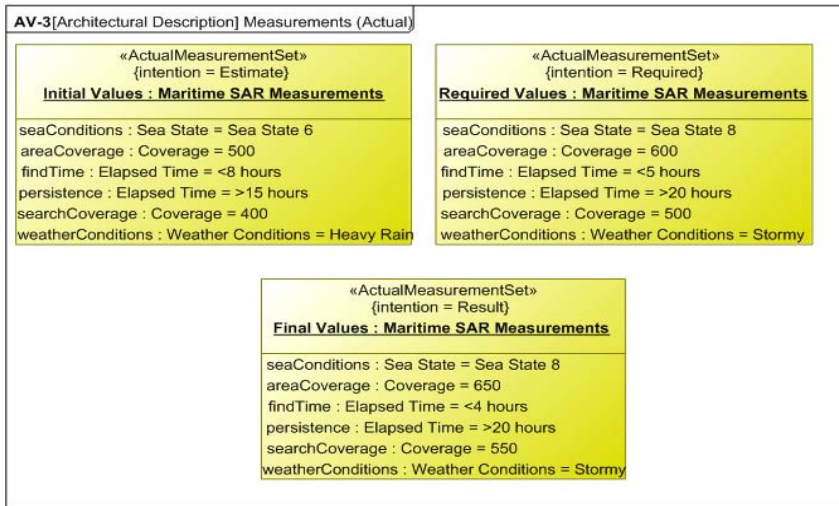 AV-3[Architectural Description] Measurements (Actual)
«ActualMeasurementSet»
{intention = Estimate}
Initial Values : Maritime SAR Measurements
seaConditions : Sea State = Sea State 6
areaCoverage : Coverage = 500
findTime : Elapsed Time = <8 hours
persistence : Elapsed Time = >15 hours
searchCoverage : Coverage = 400
weatherConditions : Weather Conditions = Heavy Rain
«ActualMeasurementSet»
{intention = Required}
Required Values : Maritime SAR Measurements
seaConditions : Sea State = Sea State 8
areaCoverage : Coverage = 600
findTime : Elapsed Time = <5 hours
persistence : Elapsed Time = >20 hours
searchCoverage : Coverage = 500
weatherConditions : Weather Conditions = Stormy
«ActualMeasurementSet»
{intention = Result}
Final Values : Maritime SAR Measurements
seaConditions : Sea State = Sea State 8
areaCoverage : Coverage = 650
findTime : Elapsed Time = <4 hours
persistence : Elapsed Time = >20 hours
searchCoverage : Coverage = 550
weatherConditions : Weather Conditions = Stormy